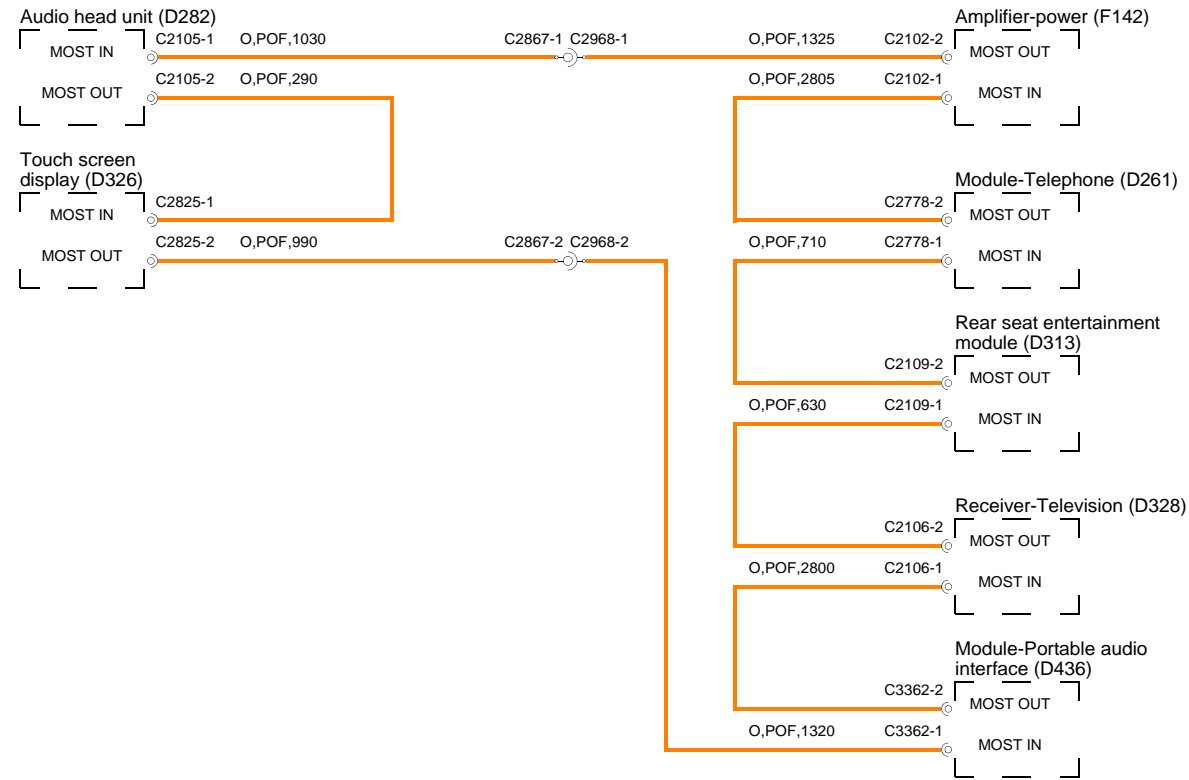 Audio head unit (D282)
MOST IN
C2105-1
O,POF,1030
C2867-1
C2968-1
O,POF,1325
C2102-2
Amplifier-power (F142)
MOST OUT
MOST OUT
C2105-2
O,POF,290
O,POF,2805
C2102-1
MOST IN
Touch screen
display (D326)
MOST IN
C2825-1
MOST OUT
C2825-2
O,POF,990
C2867-2
C2968-2
Module-Telephone (D261)
C2778-2
MOST OUT
O,POF,710
C2778-1
MOST IN
Rear seat entertainment
module (D313)
C2109-2
MOST OUT
O,POF,630
C2109-1
MOST IN
Receiver-Television (D328)
C2106-2
MOST OUT
O,POF,2800
C2106-1
MOST IN
Module-Portable audio
interface (D436)
C3362-2
MOST OUT
O,POF,1320
C3362-1
MOST IN